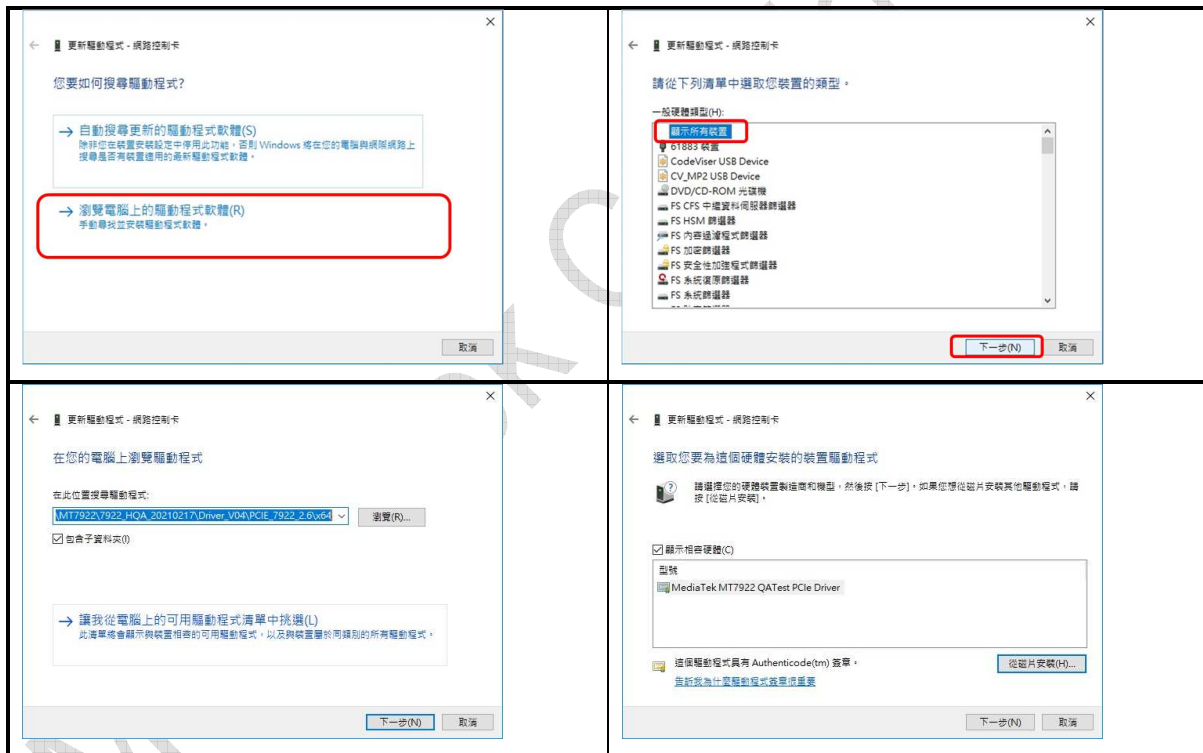 更新驅動程式 - 網路控制卡
您要如何搜尋驅動程式?
→ 自動搜尋更新的驅動程式軟體(S)
除非您在裝置安裝設定中停用此功能，否則 Windows 將在您的電腦與網際網路上
搜尋是否有裝置適用的最新驅動程式軟體。
→ 瀏覽電腦上的驅動程式軟體(R)
手動尋找並安裝驅動程式軟體。
取消
更新驅動程式 - 網路控制卡
請從下列清單中選取您裝置的類型。
一般硬體類型(H):
顯示所有裝置
61883 裝置
CodeViser USB Device
CV_MP2 USB Device
DVD/CD-ROM 光碟機
FS CFS 中繼資料伺服器篩選器
FS HSM 篩選器
FS 內容過濾程式篩選器
FS 加密篩選器
FS 安全性加強程式篩選器
FS 系統復原篩選器
FS 系統篩選器
下一步(N)
取消
更新驅動程式 - 網路控制卡
在您的電腦上瀏覽驅動程式
在此位置搜尋驅動程式:
\MT7922\7922_HQA_20210217\Driver_V04\PCIE_7922_2.6\x64
瀏覽(R)...
包含子資料夾(I)
→ 讓我從電腦上的可用驅動程式清單中挑選(L)
此清單將會顯示與裝置相容的可用驅動程式，以及與裝置屬於同類別的所有驅動程式。
下一步(N)
取消
更新驅動程式 - 網路控制卡
選取您要為這個硬體安裝的裝置驅動程式
請選擇您的硬體裝置製造商和機型，然後按 [下一步]。如果您想從磁片安裝其他驅動程式，請
按 [從磁片安裝]。
顯示相容硬體(C)
型號
MediaTek MT7922 QATest PCIe Driver
這個驅動程式具有 Authenticode(tm) 簽章。
告訴我為什麼驅動程式簽章很重要
從磁片安裝(H)...
下一步(N)
取消